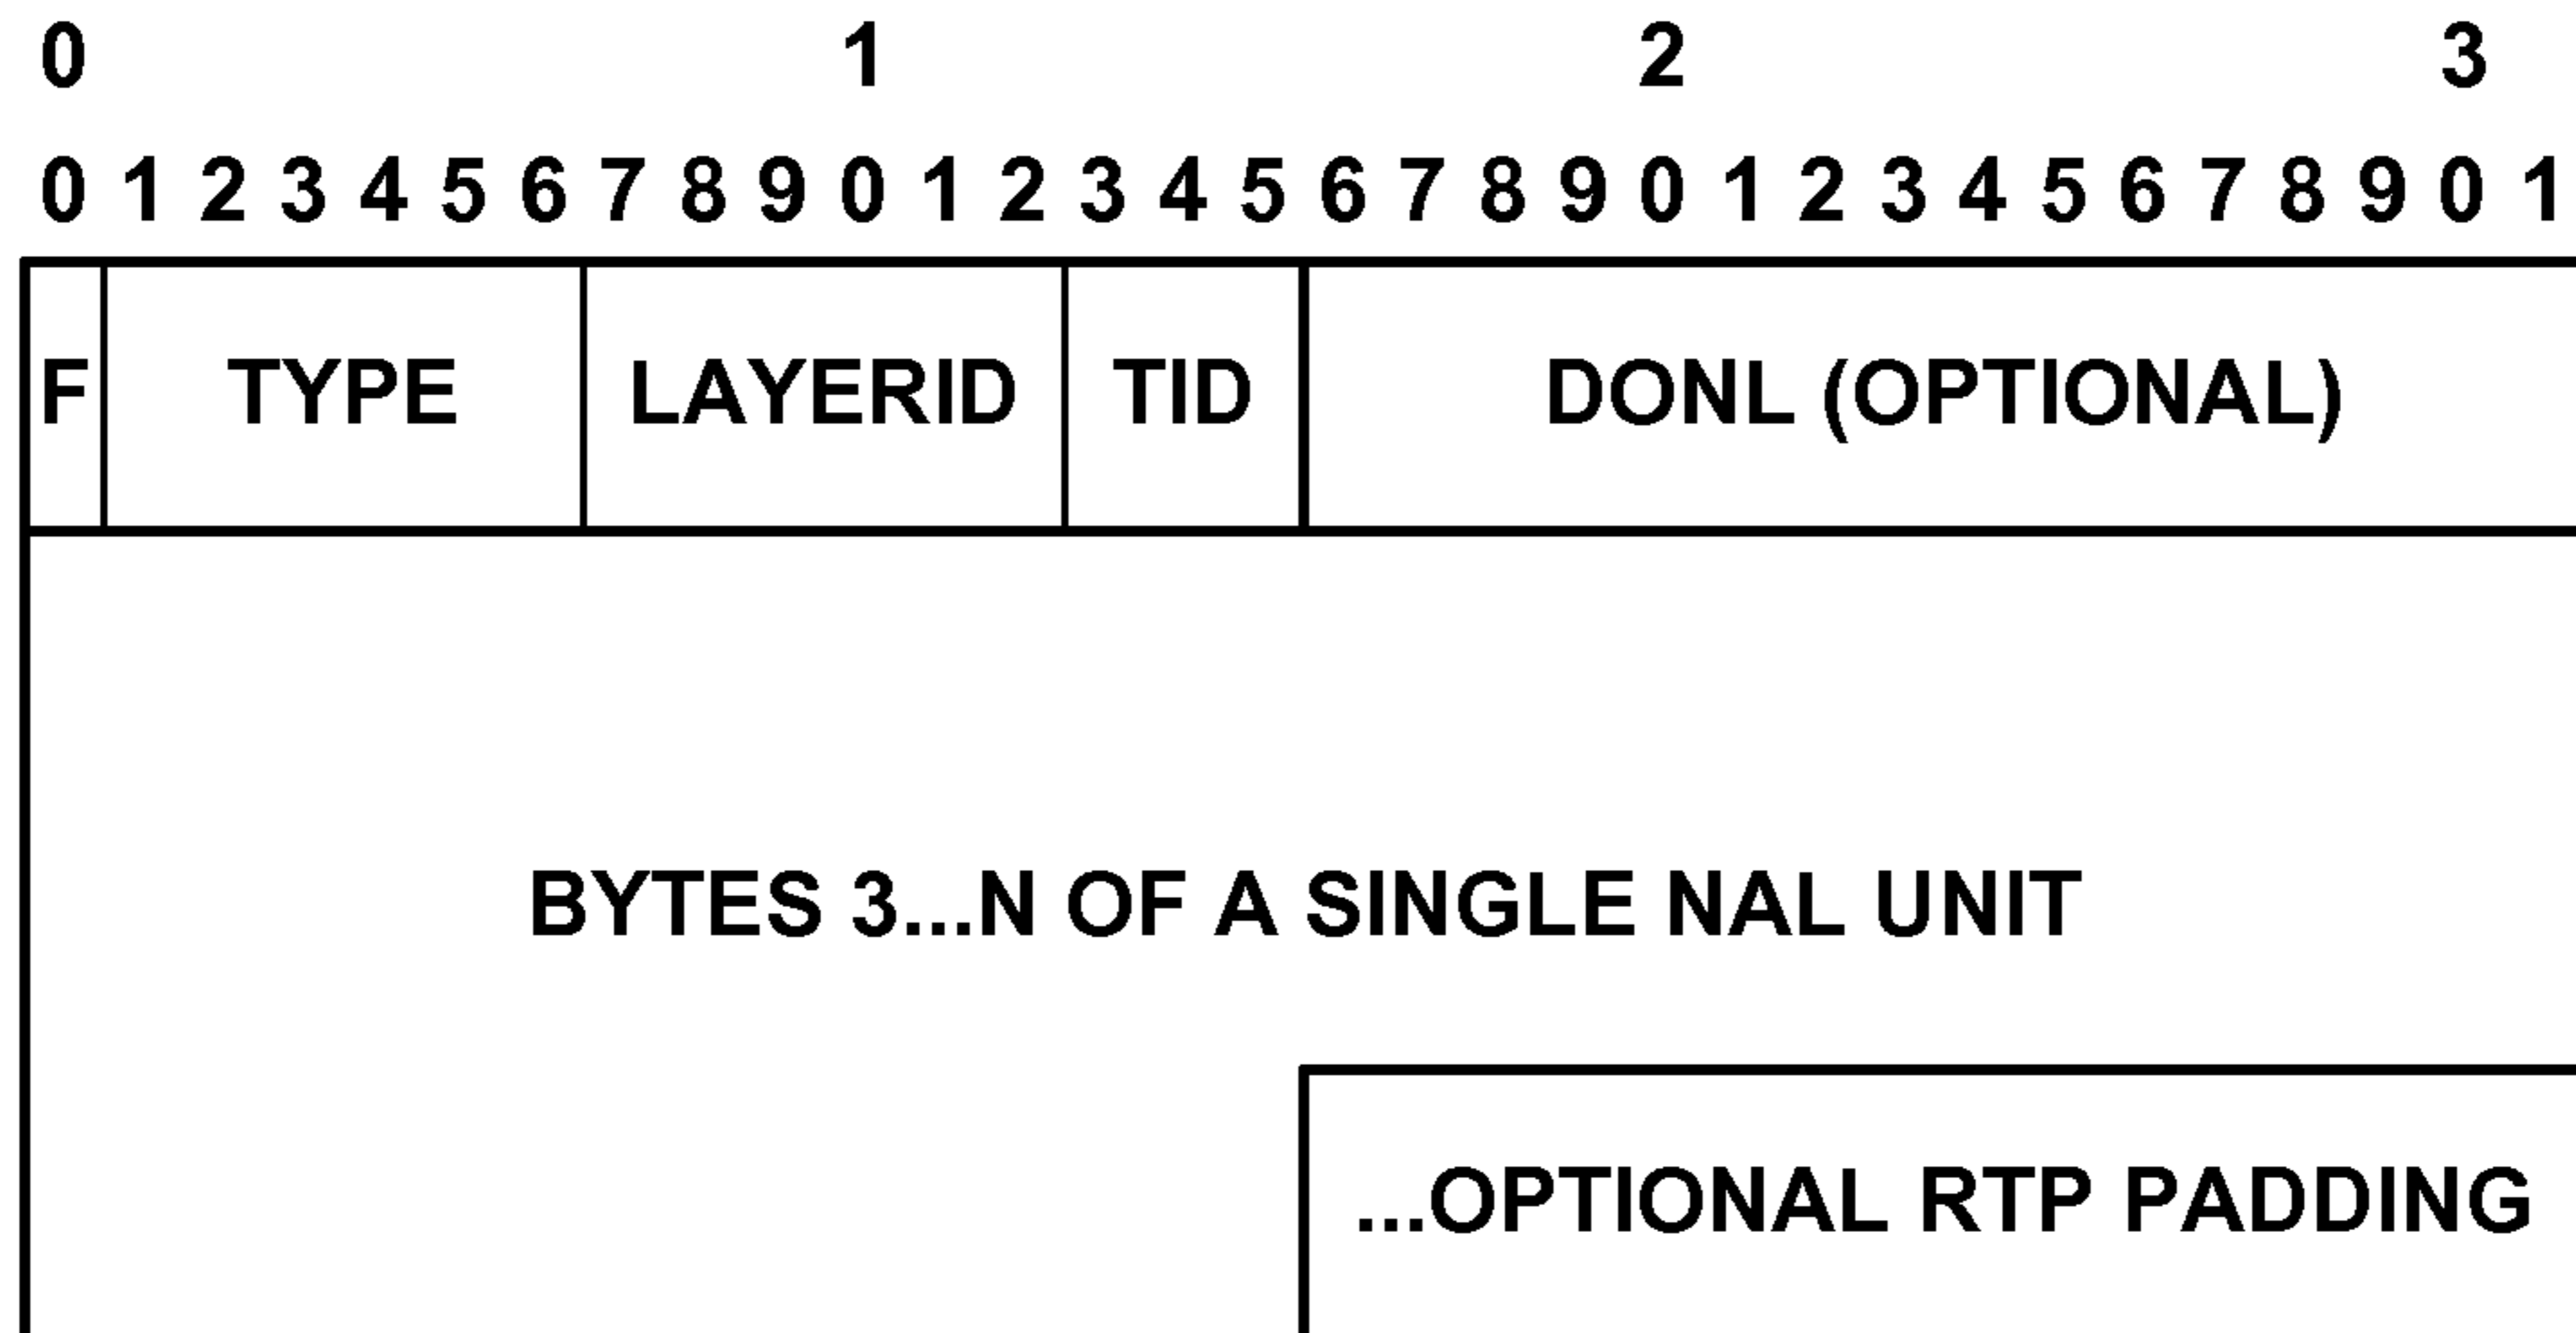 0 1 2 3
0 1 2 3 4 5 6 7 8 9 0 1 2 3 4 5 6 7 8 9 0 1 2 3 4 5 6 7 8 9 0 1
F TYPE LAYERID TID DONL (OPTIONAL)
BYTES 3...N OF A SINGLE NAL UNIT
...OPTIONAL RTP PADDING